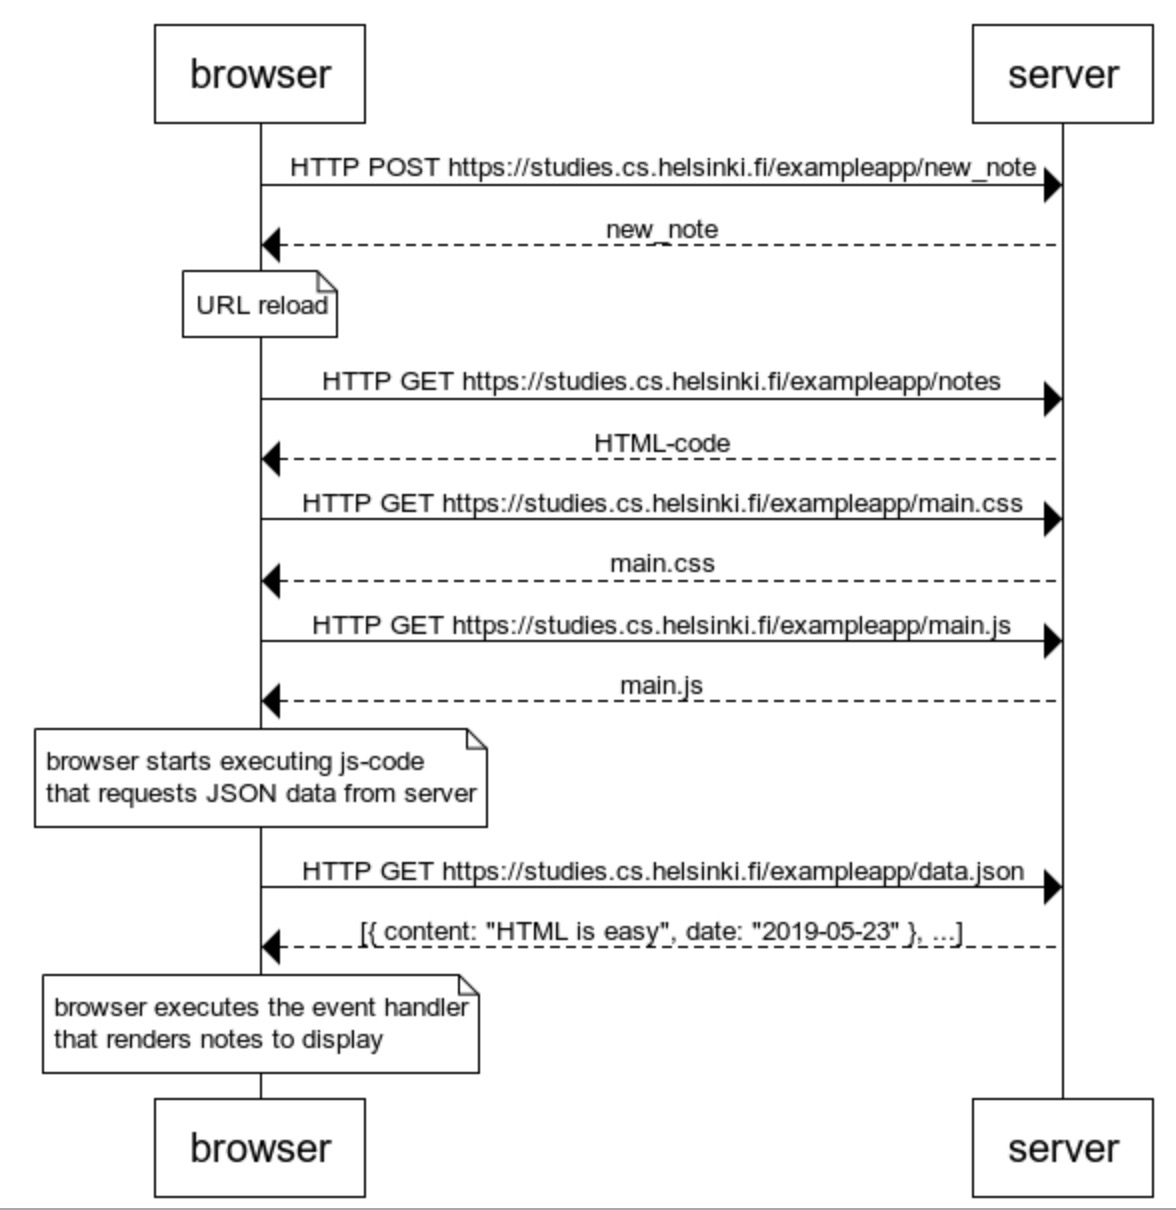 browser
server
HTTP POST https://studies.cs.helsinki.fi/exampleapp/new_note
new_note
URL reload
HTTP GET https://studies.cs.helsinki.fi/exampleapp/notes
HTML-code
HTTP GET https://studies.cs.helsinki.fi/exampleapp/main.css
main.css
HTTP GET https://studies.cs.helsinki.fi/exampleapp/main.js
main.js
browser starts executing js-code
that requests JSON data from server
HTTP GET https://studies.cs.helsinki.fi/exampleapp/data.json
[{ content: "HTML is easy", date: "2019-05-23" }, ...]
browser executes the event handler
that renders notes to display
browser
server